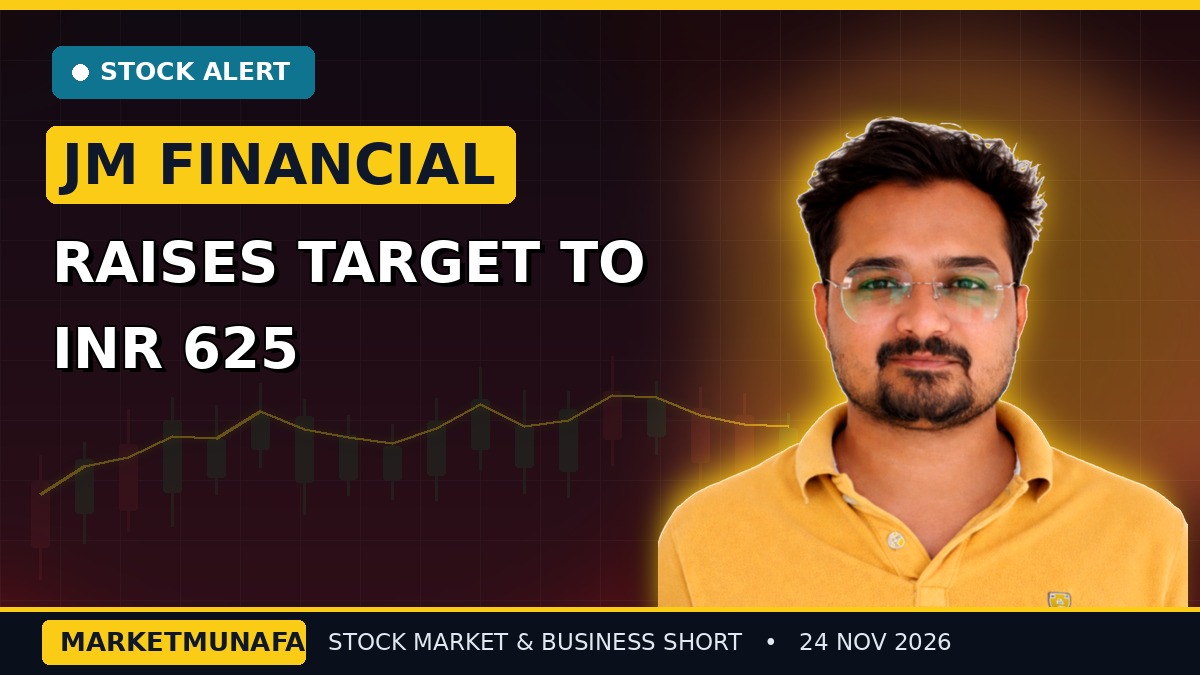 STOCK ALERT
JM FINANCIAL
RAISES TARGET TO
INR 625
MARKETMUNAFA STOCK MARKET & BUSINESS SHORT • 24 NOV 2026